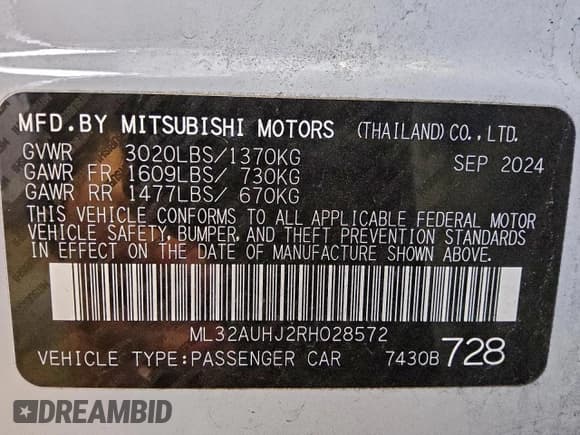 MFD.BY MITSUBISHI MOTORS (THAILAND)CO.,LTD.
GVWR 3020LBS/1370KG SEP 2024
GAWR FR 1609LBS/ 730KG
GAWR RR 1477LBS/ 670KG
THIS VEHICLE CONFORMS TO ALL APPLICABLE FEDERAL MOTOR
VEHICLE SAFETY, BUMPER, AND THEFT PREVENTION STANDARDS
IN EFFECT ON THE DATE OF MANUFACTURE SHOWN ABOVE.
ML32AUHJ2RH028572
VEHICLE TYPE:PASSENGER CAR 7430B 728
DREAMBID